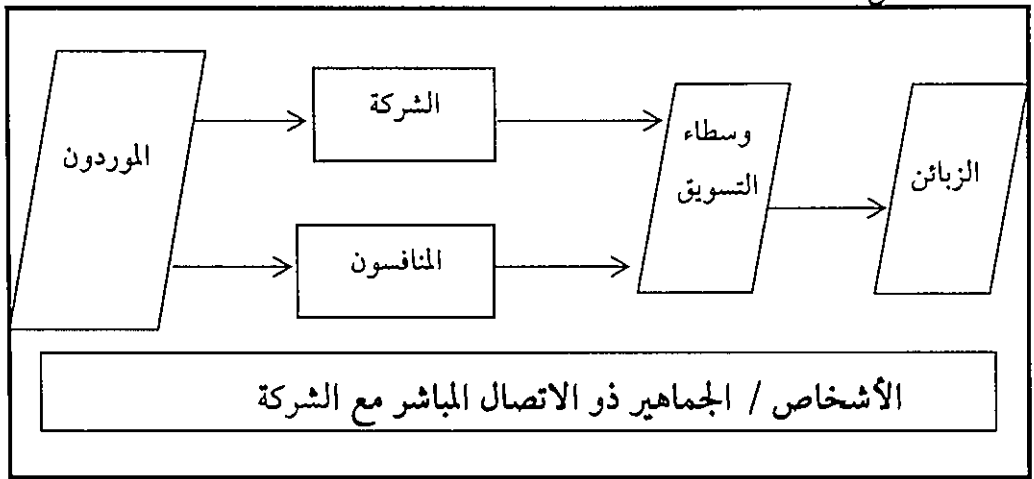 الموردون
الشركة
المنافسون
وسطاء
التسويق
الزبائن
الأشخاص / الجماهير ذو الاتصال المباشر مع الشركة